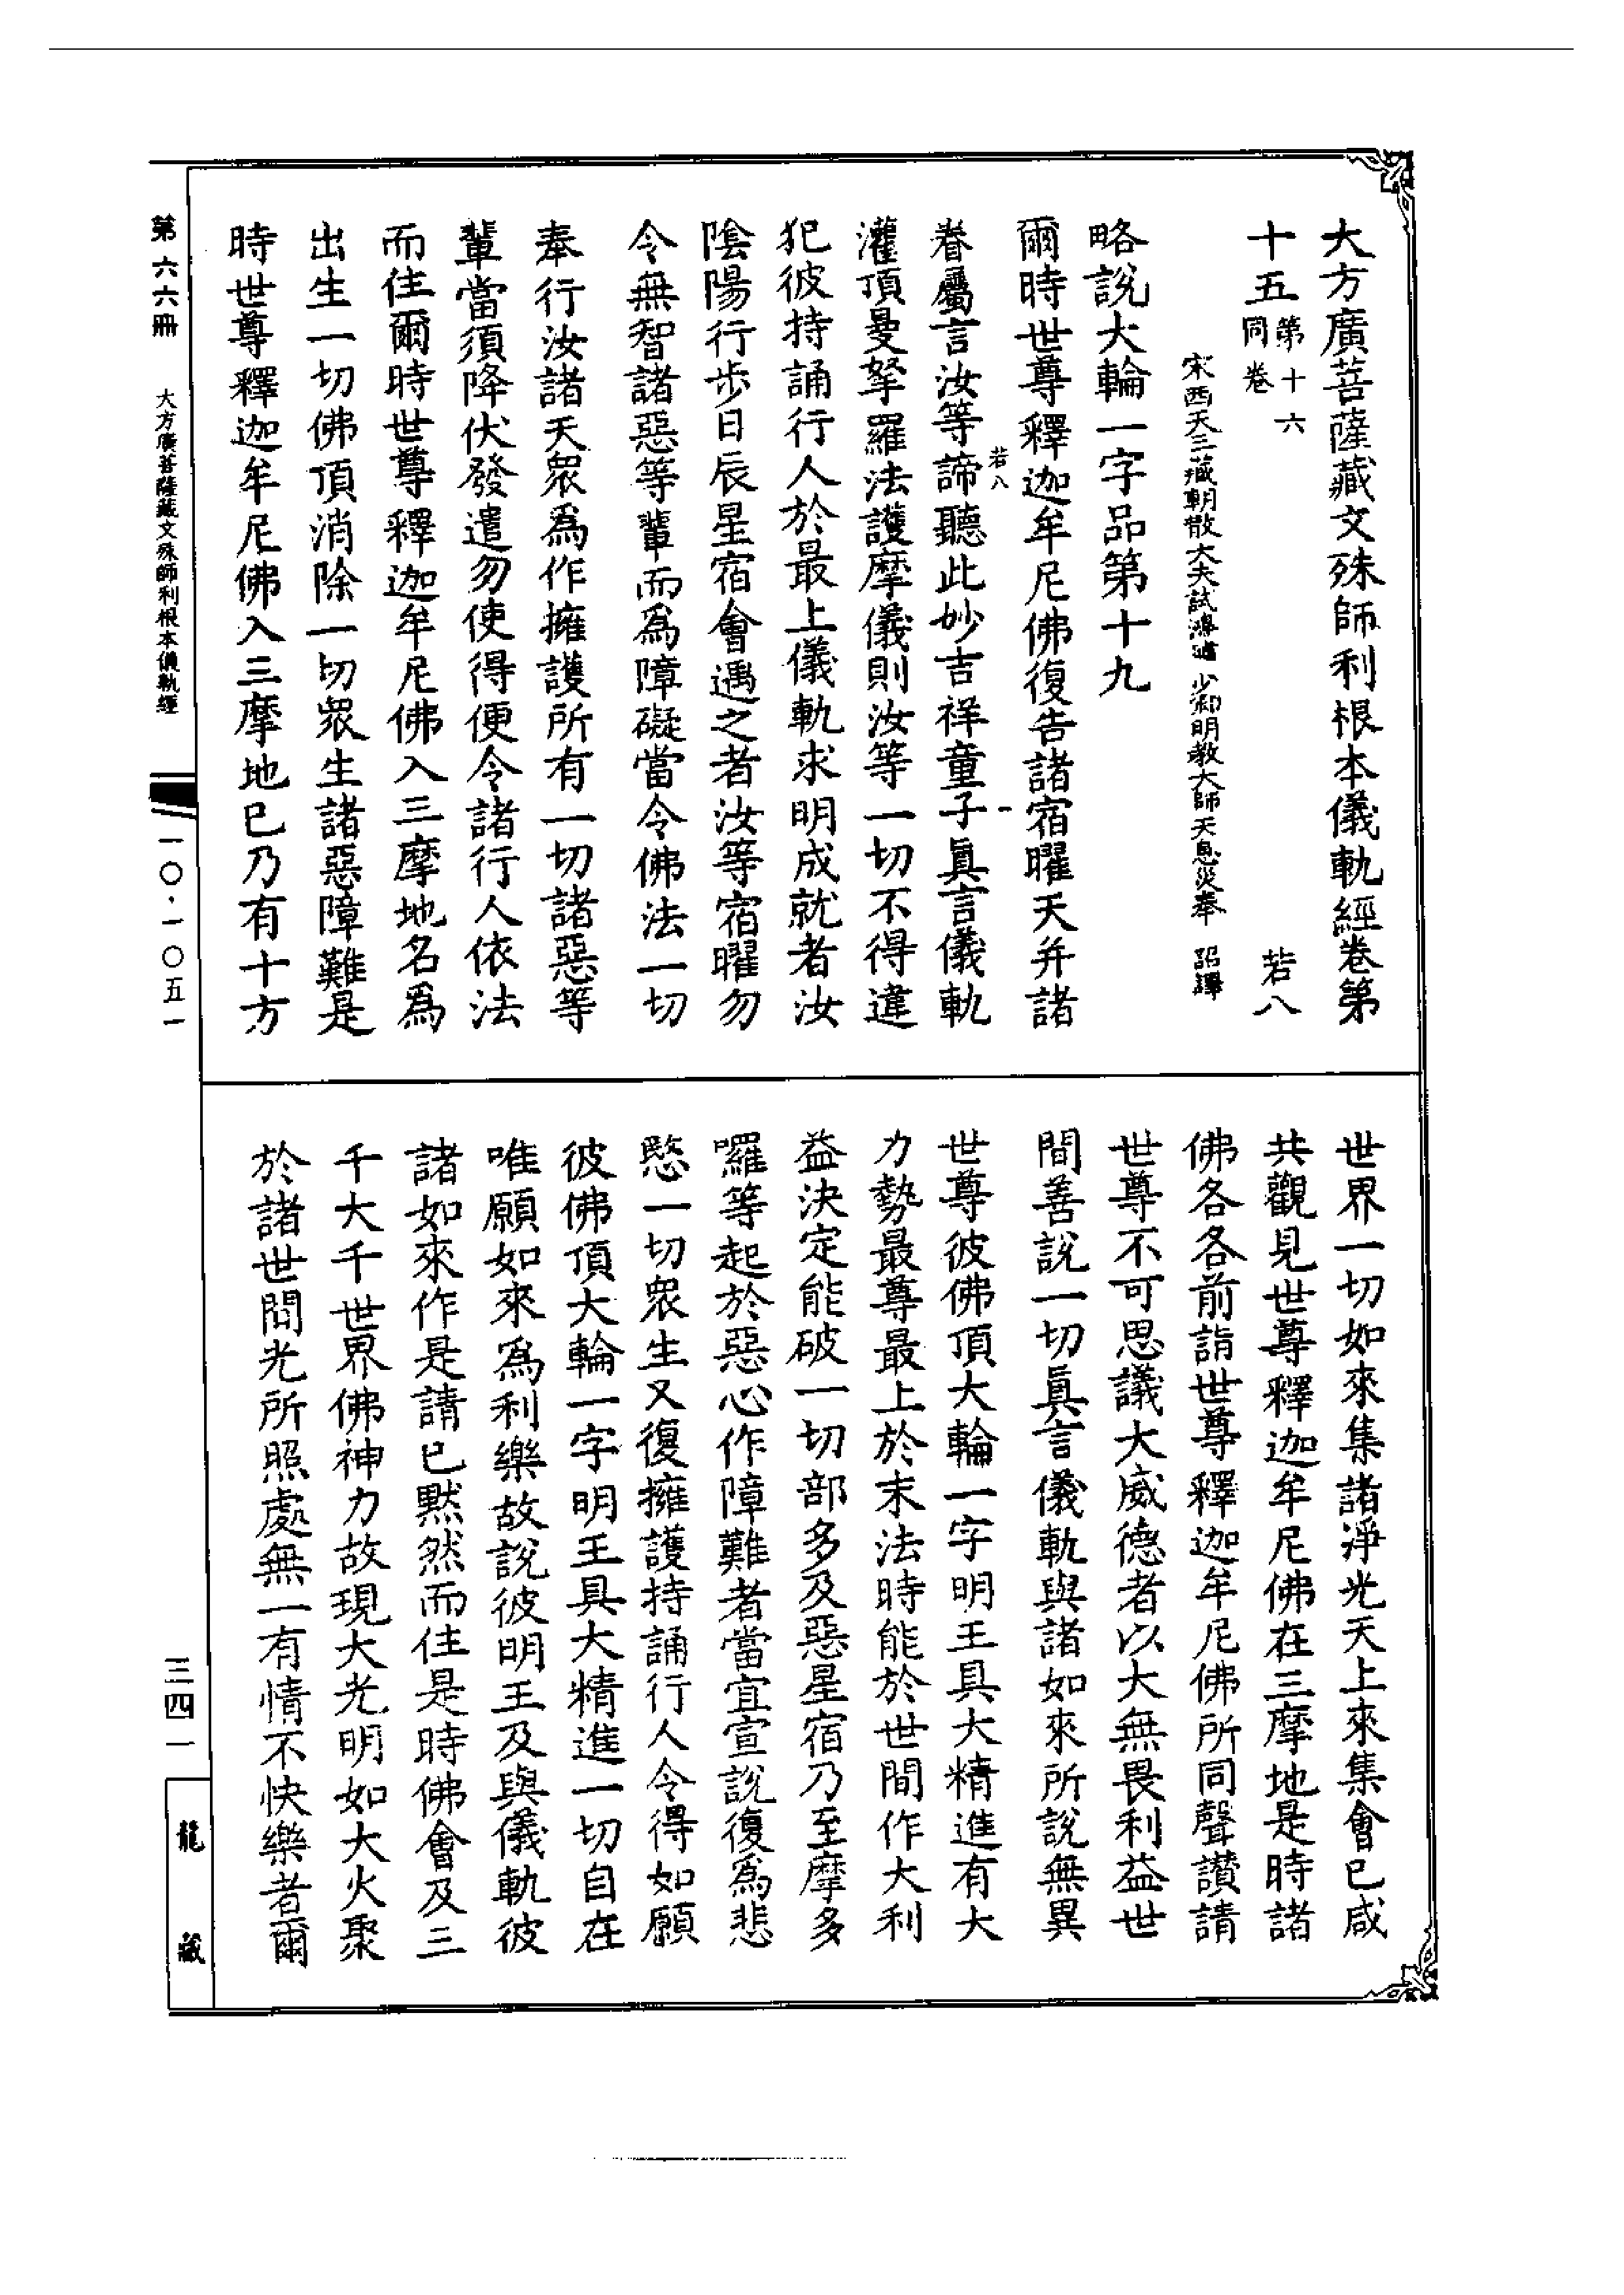 大方廣菩薩藏文殊師利根本儀軌經卷第
十五 第十六同卷 若八
宋西天三藏朝散大夫試鴻臚少卿明教大師天息災奉 詔譯
略說大輪一字品第十九
爾時世尊釋迦牟尼佛復告諸宿曜天并諸
若八 一
眷屬言汝等諦聽此妙吉祥童子眞言儀軌
灌頂曼拏羅法護摩儀則汝等一切不得違
犯彼持誦行人於最上儀軌求明成就者汝
陰陽行步日辰星宿會遇之者汝等宿曜勿
令無智諸惡等輩而爲障礙當令佛法一切
奉行汝諸天衆爲作擁護所有一切諸惡等
輩當須降伏發遣勿使得便令諸行人依法
而住爾時世尊釋迦牟尼佛入三摩地名爲
出生一切佛頂消除一切衆生諸惡障難是
時世尊釋迦牟尼佛入三摩地已乃有十方
世界一切如來集諸淨光天上來集會已咸
共觀見世尊釋迦牟尼佛在三摩地是時諸
佛各各前詣世尊釋迦牟尼佛所同聲讚請
世尊不可思議大威德者以大無畏利益世
間善說一切眞言儀軌與諸如來所說無異
世尊彼佛頂大輪一字明王具大精進有大
力勢最尊最上於末法時能於世間作大利
益決定能破一切部多及惡星宿乃至摩多
囉等起於惡心作障難者當宜宣說復爲悲
愍一切衆生又復擁護持誦行人令得如願
彼佛頂大輪一字明王具大精進一切自在
唯願如來爲利樂故說彼明王及與儀軌彼
諸如來作是請已默然而住是時佛會及三
千大千世界佛神力故現大光明如大火聚
於諸世間光所照處無一有情不快樂者爾
第六六冊 大方廣菩薩藏文殊師利根本儀軌經 一〇·一〇五一
三四一
龍藏